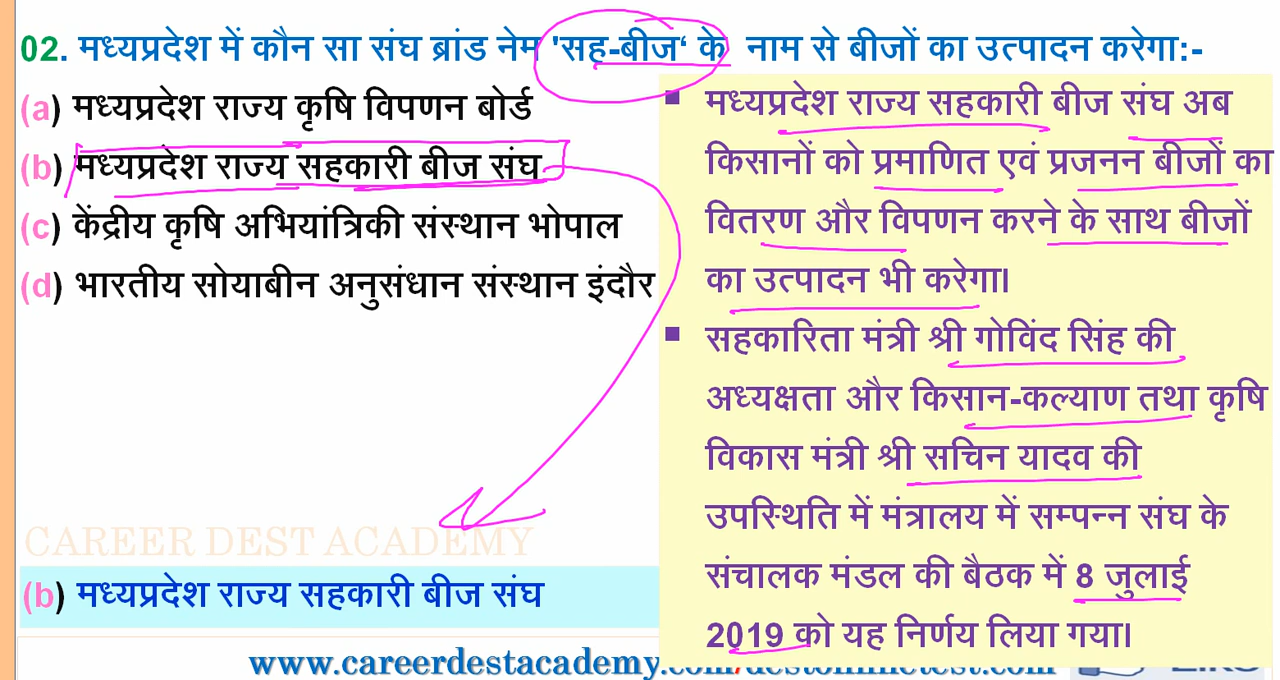 02. मध्यप्रदेश में कौन सा संघ ब्रांड नेम 'सह-बीज‘ के नाम से बीजों का उत्पादन करेगा:-
(a) मध्यप्रदेश राज्य कृषि विपणन बोर्ड
(b) मध्यप्रदेश राज्य सहकारी बीज संघ
(c) केंद्रीय कृषि अभियांत्रिकी संस्थान भोपाल
(d) भारतीय सोयाबीन अनुसंधान संस्थान इंदौर
CAREER DEST ACADEMY
(b) मध्यप्रदेश राज्य सहकारी बीज संघ
मध्यप्रदेश राज्य सहकारी बीज संघ अब
किसानों को प्रमाणित एवं प्रजनन बीजों का
वितरण और विपणन करने के साथ बीजों
का उत्पादन भी करेगा।
सहकारिता मंत्री श्री गोविंद सिंह की
अध्यक्षता और किसान-कल्याण तथा कृषि
विकास मंत्री श्री सचिन यादव की
उपस्थिति में मंत्रालय में सम्पन्न संघ के
संचालक मंडल की बैठक में 8 जुलाई
2019 को यह निर्णय लिया गया।
www.careerdestacademy.com/